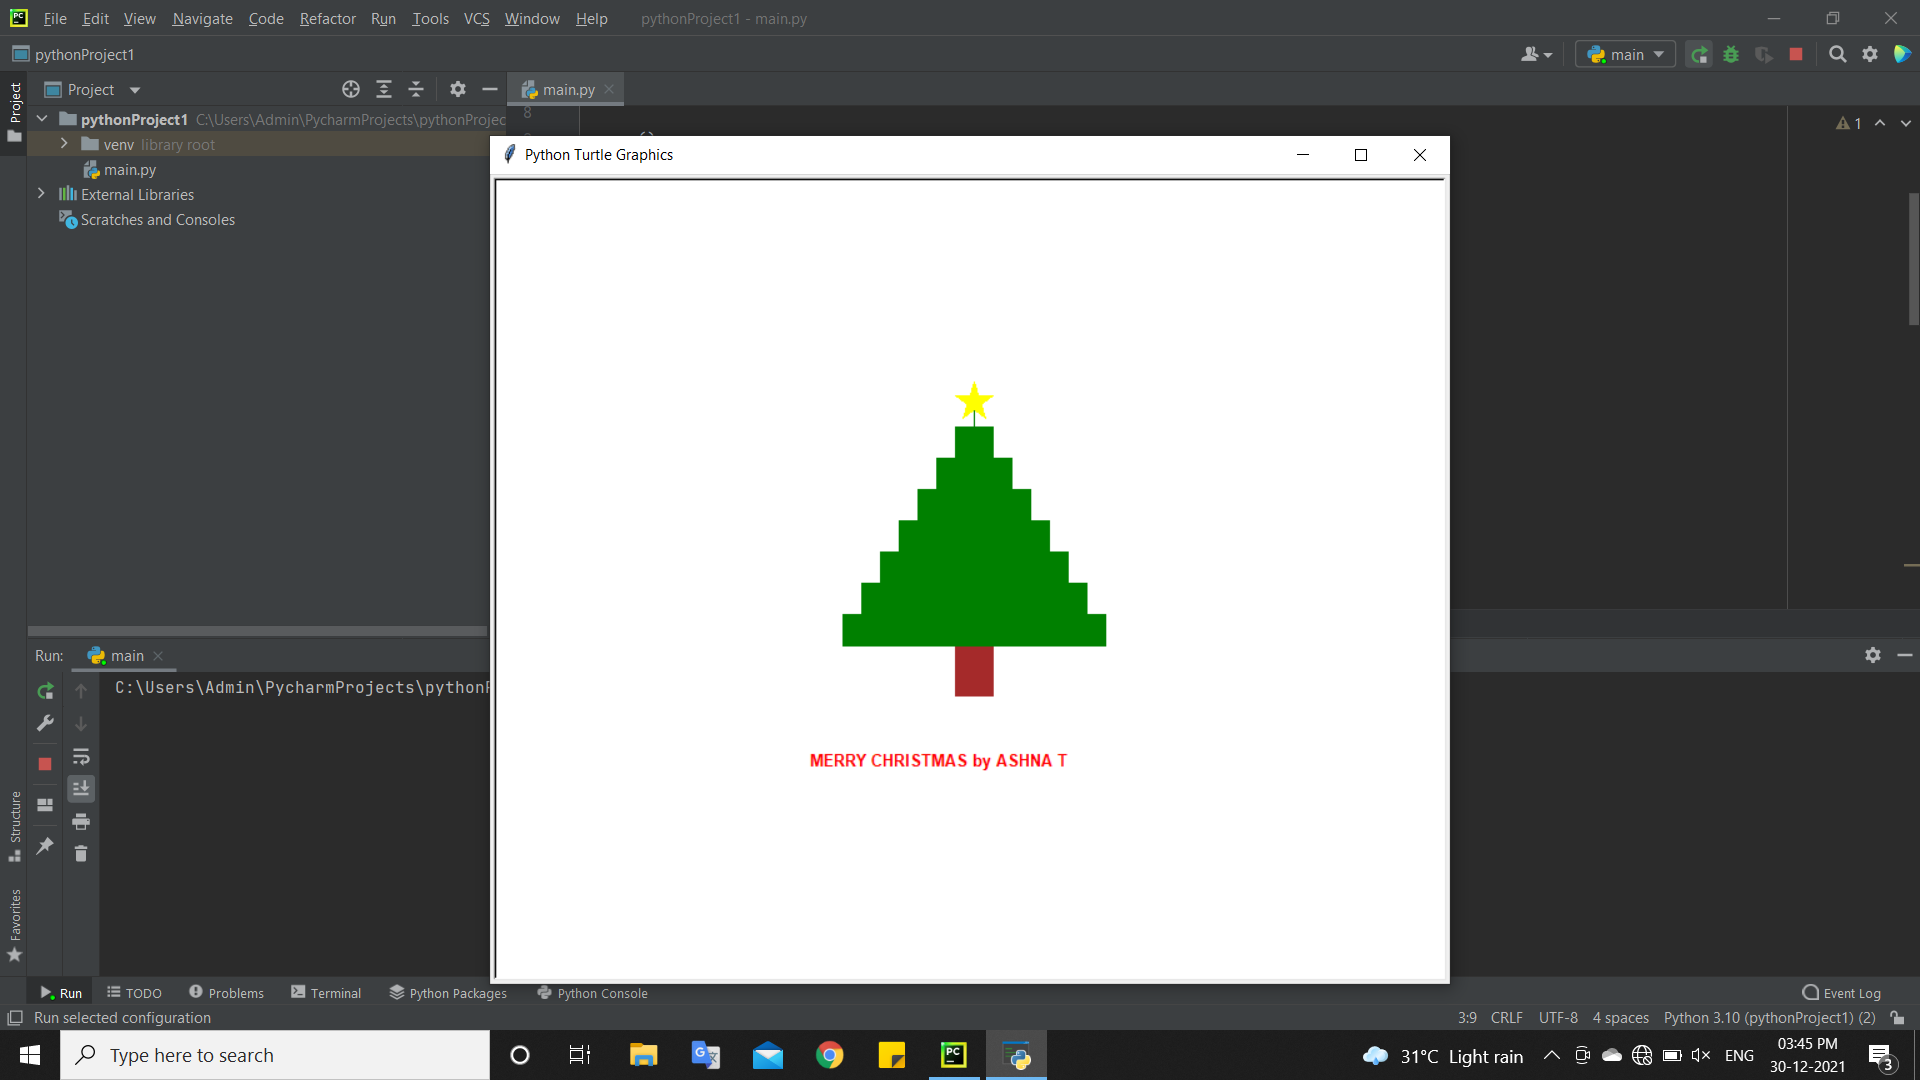 File Edit View Navigate Code Refactor Run Tools VCS Window Help pythonProject1 - main.py
pythonProject1
main
Project
Project
main.py
pythonProject1 C:\Users\Admin\PycharmProjects\pythonProjec
8
1
venv library root
main.py
External Libraries
Scratches and Consoles
Python Turtle Graphics
MERRY CHRISTMAS by ASHNA T
Run: main
C:\Users\Admin\PycharmProjects\pythonP
Structure
Favorites
Run TODO Problems Terminal Python Packages Python Console Event Log
Run selected configuration 3:9 CRLF UTF-8 4 spaces Python 3.10 (pythonProject1) (2)
Type here to search
PC
31°C Light rain
ENG
03:45 PM
30-12-2021
3